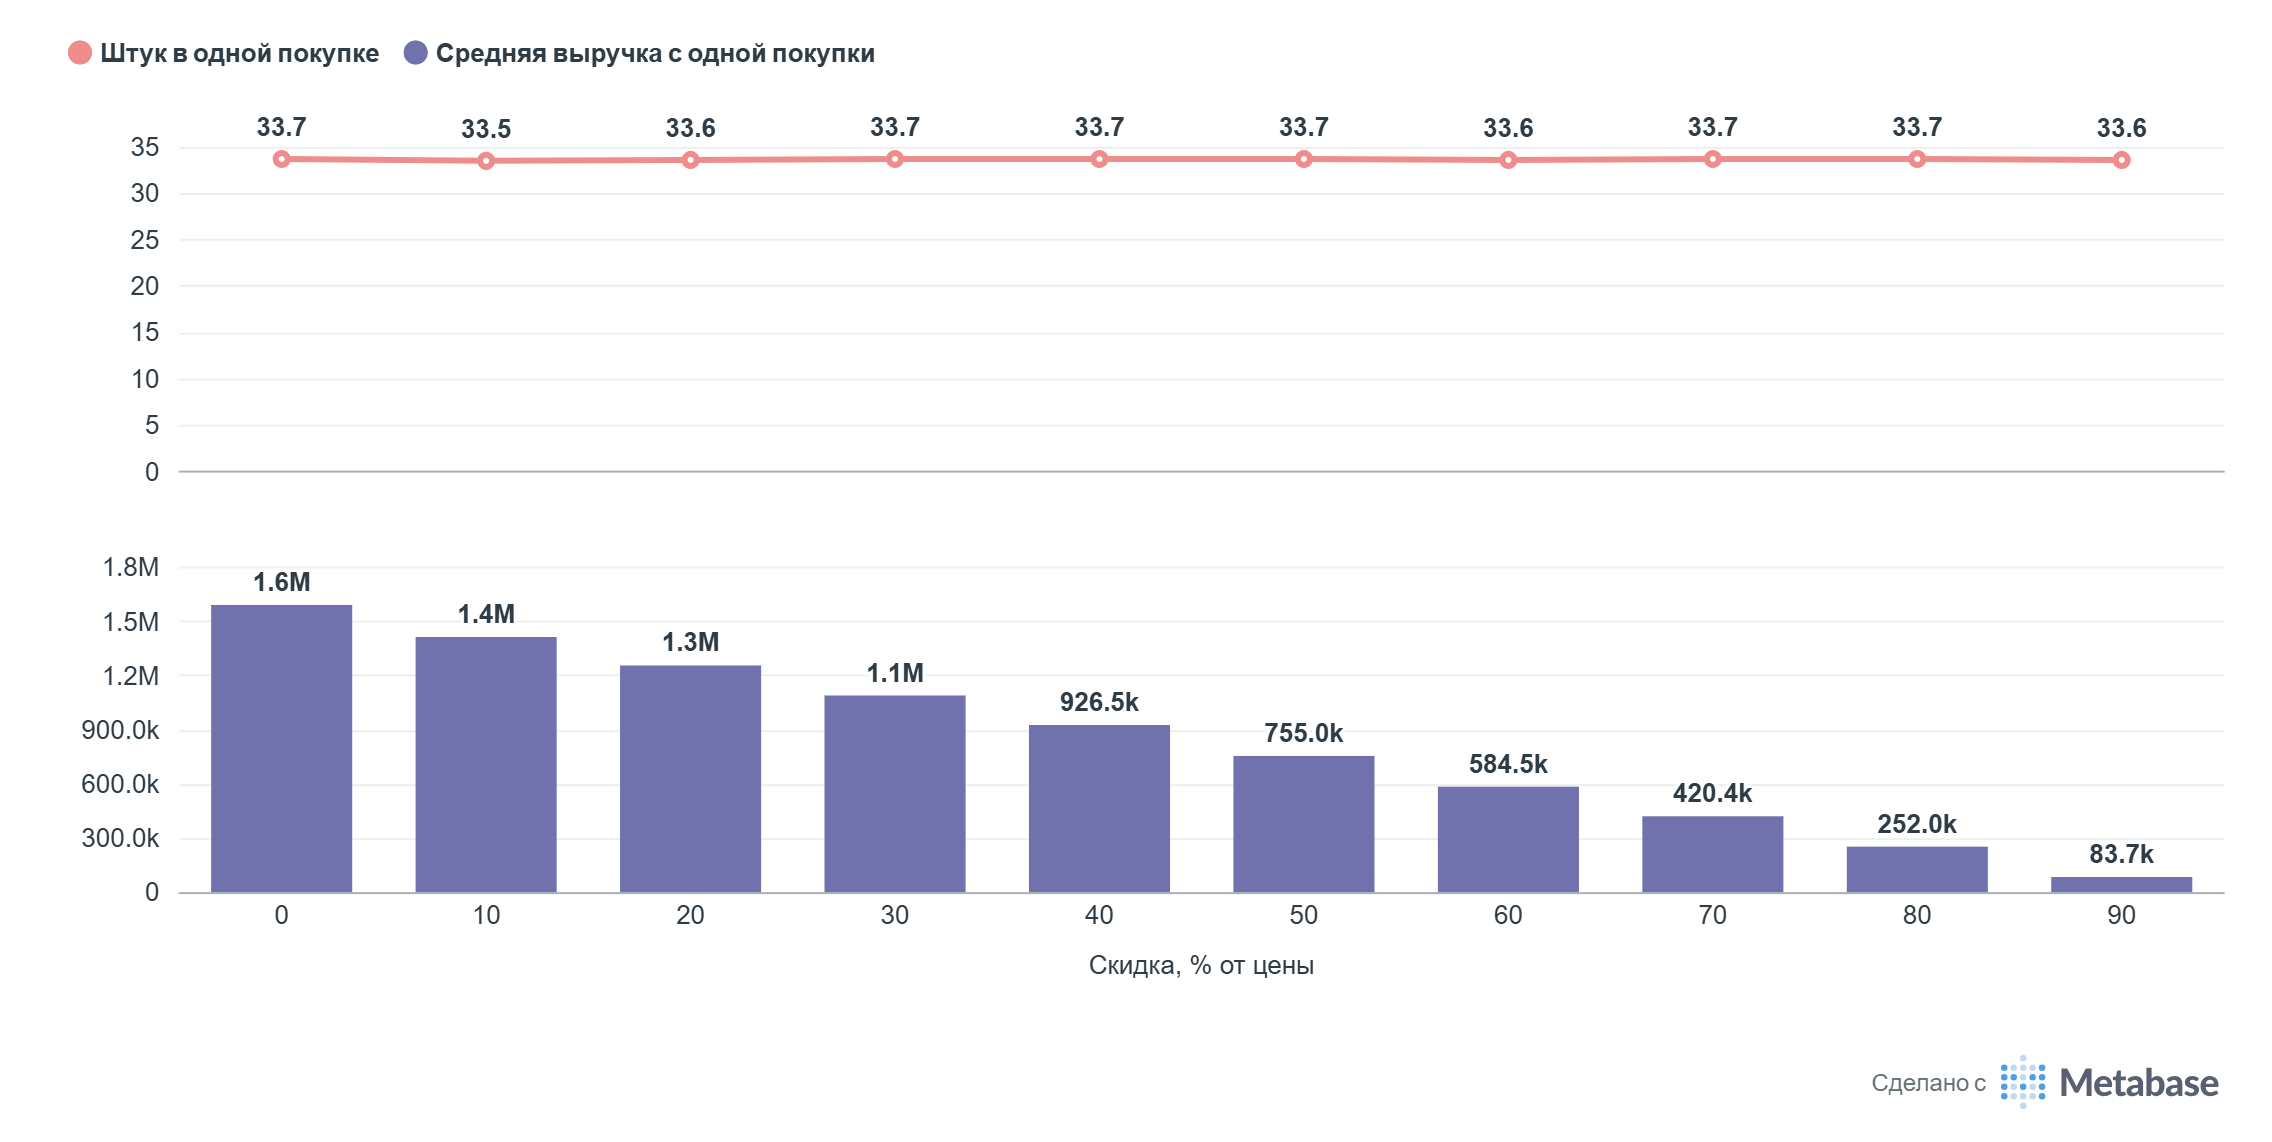 Штук в одной покупке Средняя выручка с одной покупки
33.7 33.5 33.6 33.7 33.7 33.7 33.6 33.7 33.7 33.6
35
30
25
20
15
10
5
0
1.8M
1.5M
1.2M
900.0k
600.0k
300.0k
0
1.6M 1.4M 1.3M 1.1M 926.5k 755.0k 584.5k 420.4k 252.0k 83.7k
0 10 20 30 40 50 60 70 80 90
Скидка, % от цены
Сделано с Metabase